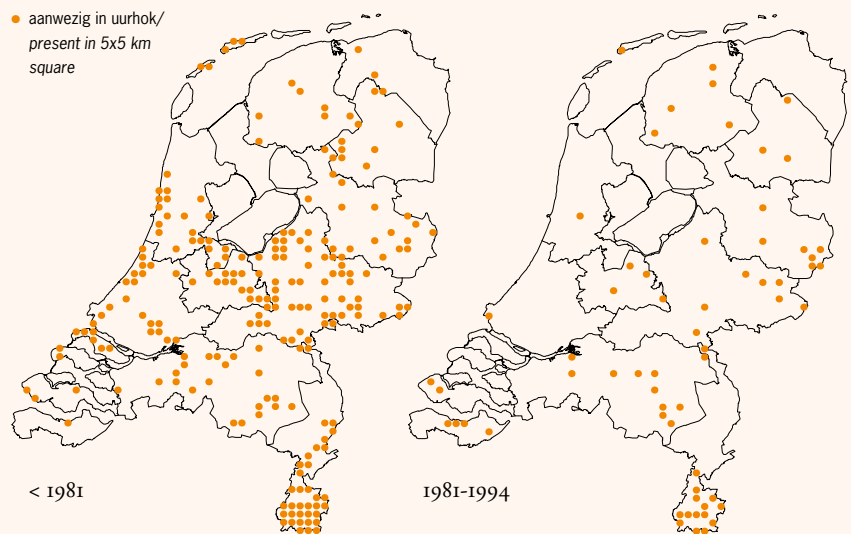 aanwezig in uurhok/
present in 5x5 km
square
< 1981
1981-1994